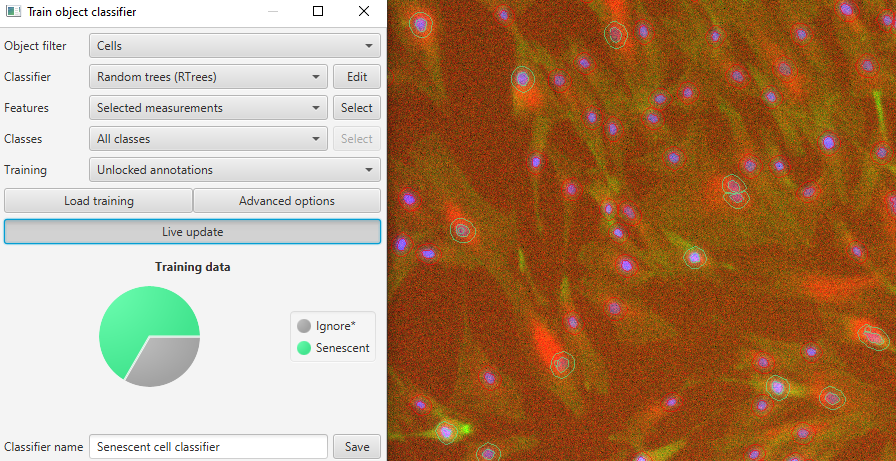 Train object classifier
Object filter Cells
Classifier Random trees (RTrees) Edit
Features Selected measurements Select
Classes All classes Select
Training Unlocked annotations
Load training Advanced options
Live update
Training data
Ignore*
Senescent
Classifier name Senescent cell classifier Save